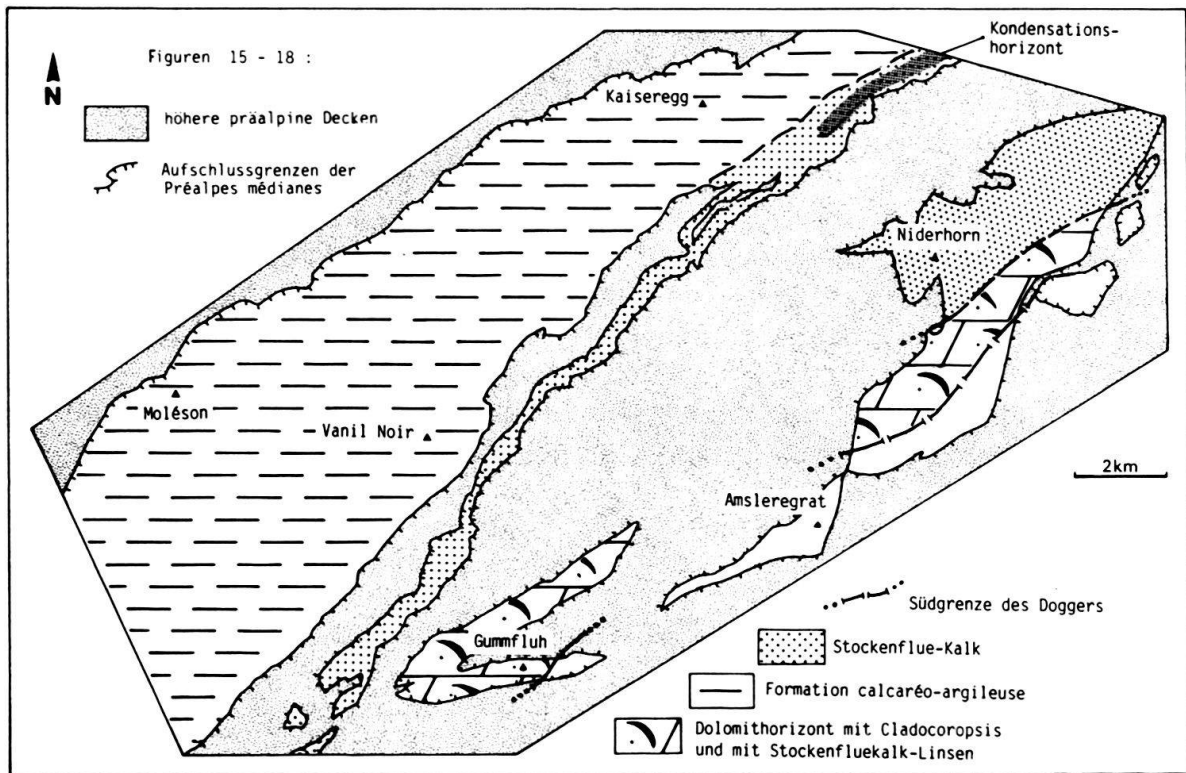 Figuren 15 - 18 :
N
höhere präalpine Decken
Aufschlussgrenzen der
Préalpes médianes
Kondensations-
horizont
Kaiseregg
Niderhorn
Moléson
Vanil Noir
2km
Amsleregrat
Gummfluh
Südgrenze des Doggers
Stockenflue-Kalk
Formation calcaréo-argileuse
Dolomithorizont mit Cladocoropsis
und mit Stockenfluekalk-Linsen